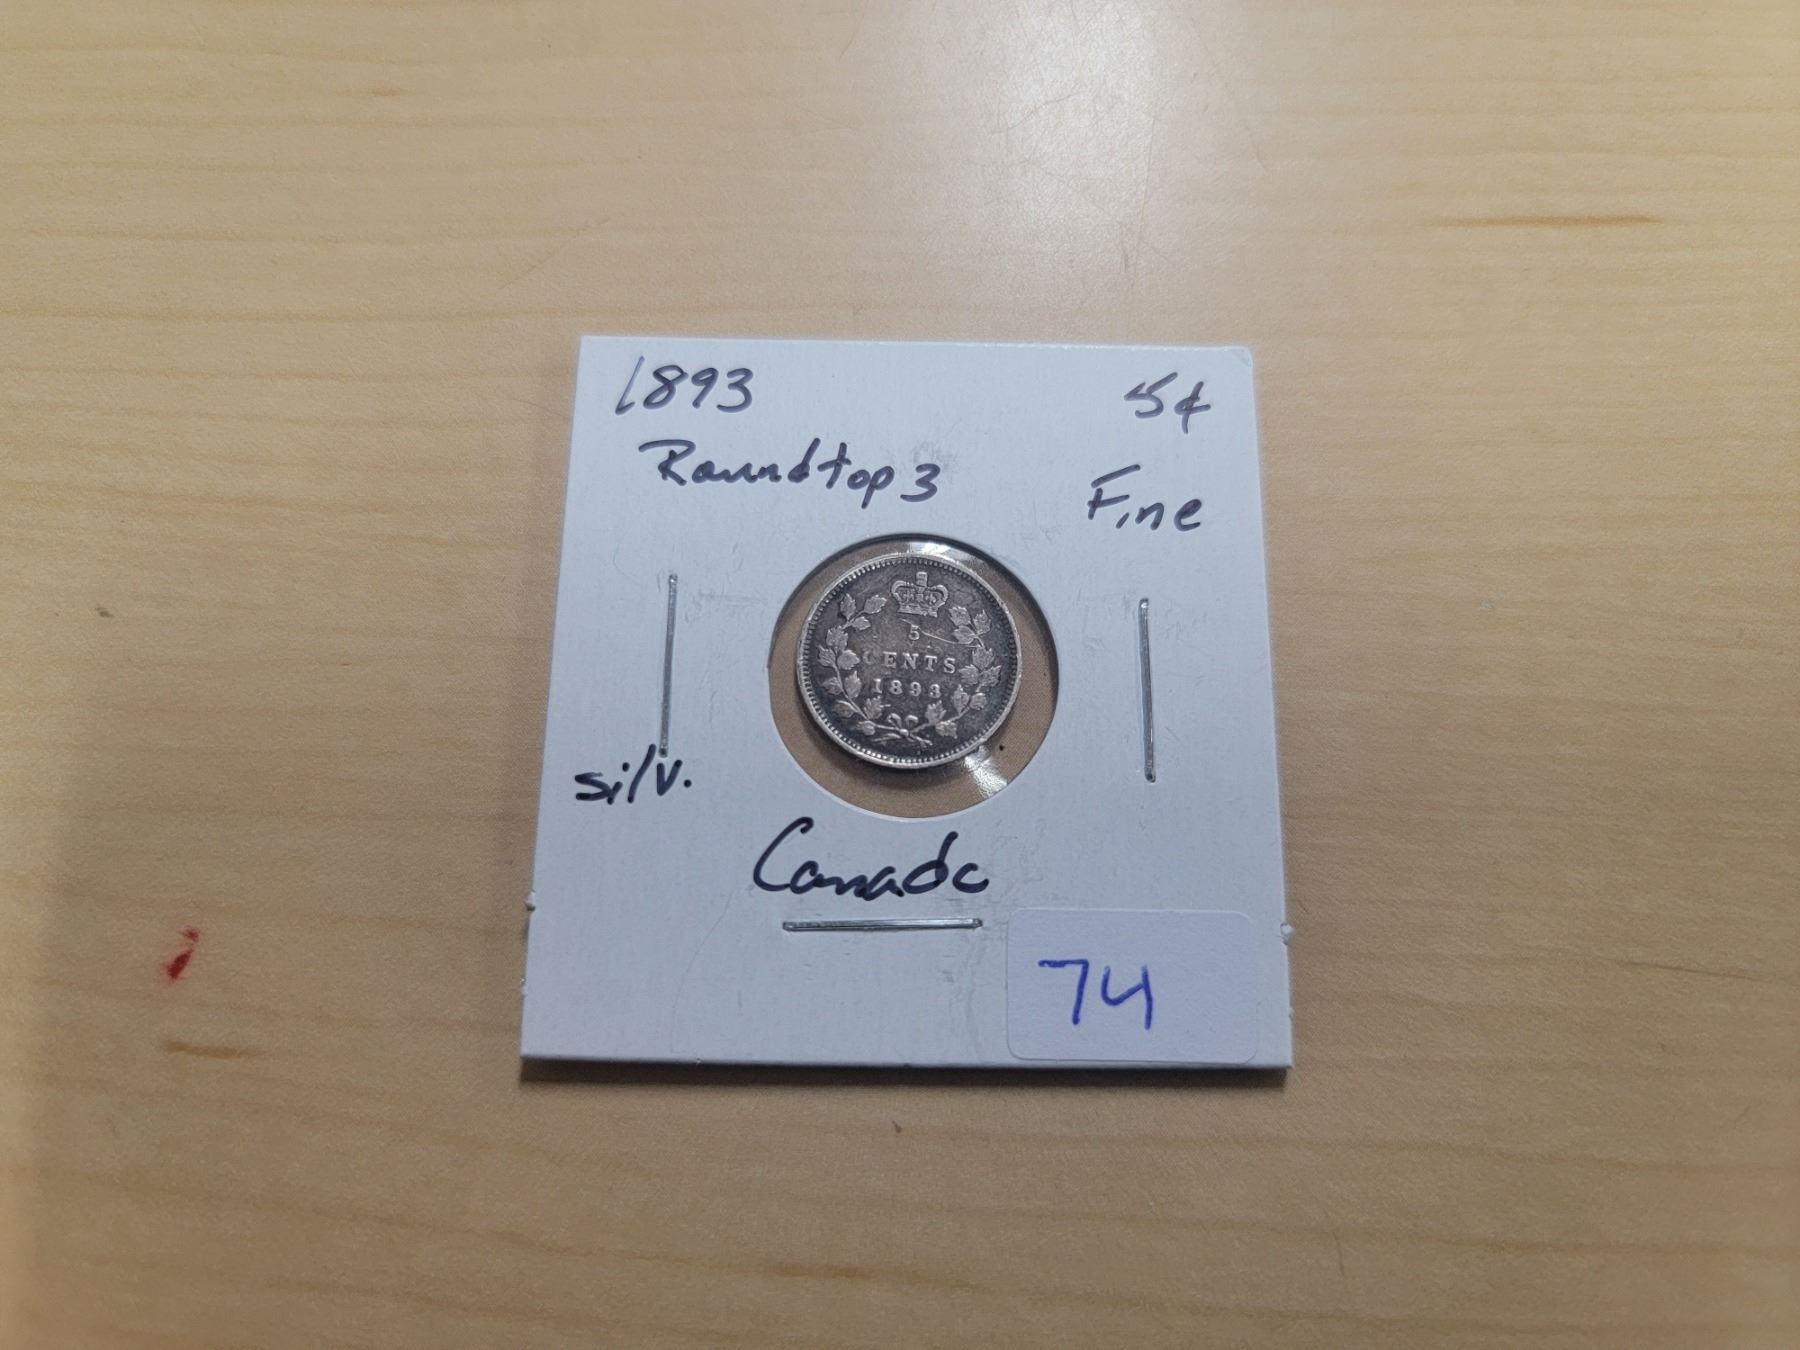 1893 5¢
Roundtop 3
Fine
5
CENTS
1893
silv.
Canada
74